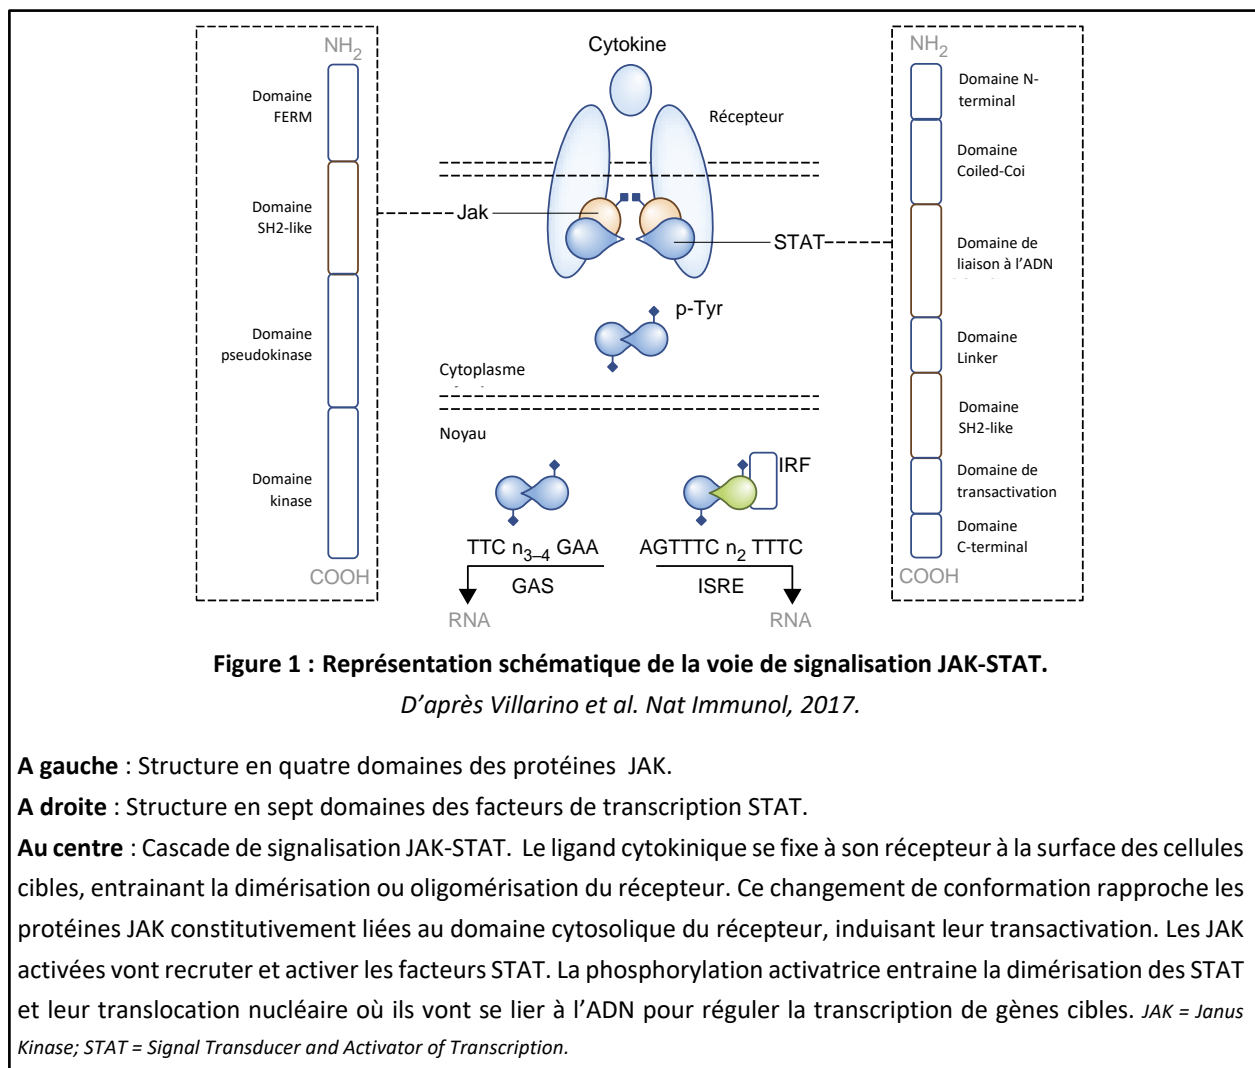 NH2
Domaine
FERM
Domaine
SH2-like
Domaine
pseudokinase
Domaine
kinase
COOH
Cytokine
Récepteur
Jak
STAT
p-Tyr
Cytoplasme
Noyau
IRF
TTC n3–4 GAA
GAS
RNA
AGTTTC n2 TTTC
ISRE
RNA
NH2
Domaine N-
terminal
Domaine
Coiled-Coi
Domaine de
liaison à l'ADN
Domaine
Linker
Domaine
SH2-like
Domaine de
transactivation
Domaine
C-terminal
COOH
Figure 1 : Représentation schématique de la voie de signalisation JAK-STAT.
D'après Villarino et al. Nat Immunol, 2017.
A gauche : Structure en quatre domaines des protéines JAK.
A droite : Structure en sept domaines des facteurs de transcription STAT.
Au centre : Cascade de signalisation JAK-STAT. Le ligand cytokinique se fixe à son récepteur à la surface des cellules
cibles, entrainant la dimérisation ou oligomérisation du récepteur. Ce changement de conformation rapproche les
protéines JAK constitutivement liées au domaine cytosolique du récepteur, induisant leur transactivation. Les JAK
activées vont recruter et activer les facteurs STAT. La phosphorylation activatrice entraine la dimérisation des STAT
et leur translocation nucléaire où ils vont se lier à l'ADN pour réguler la transcription de gènes cibles. JAK = Janus
Kinase; STAT = Signal Transducer and Activator of Transcription.